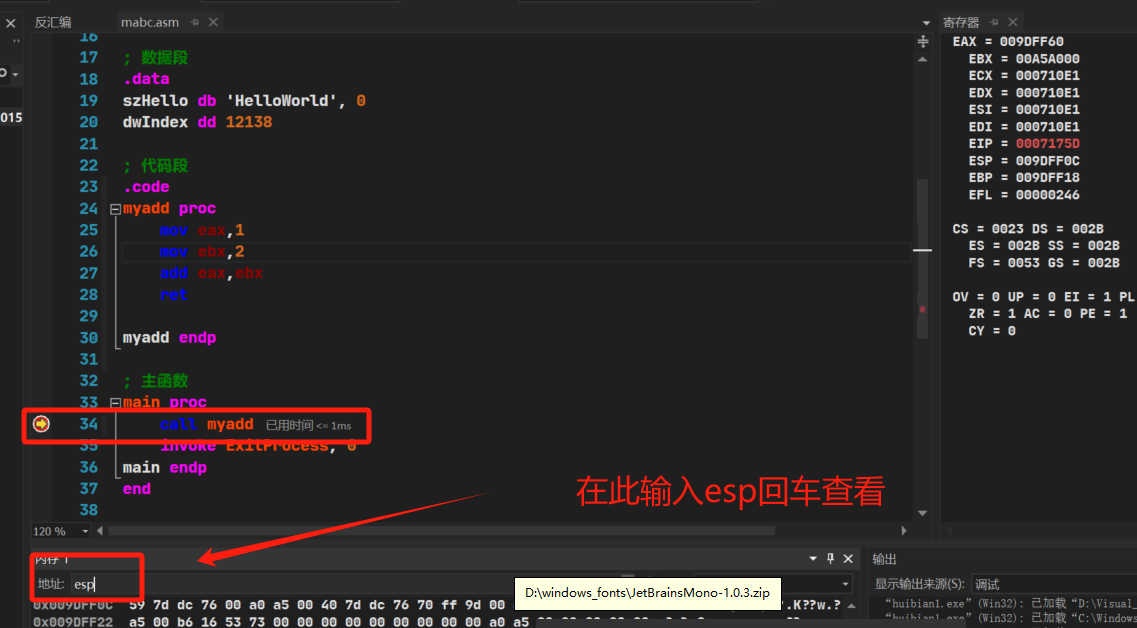 反汇编
mabc.asm
寄存器
015
16
17 ; 数据段
18 .data
19 szHello db 'HelloWorld', 0
20 dwIndex dd 12138
21
22 ; 代码段
23 .code
24 myadd proc
25 mov eax,1
26 mov ebx,2
27 add eax,ebx
28 ret
29
30 myadd endp
31
32 ; 主函数
33 main proc
34 call myadd 已用时间 <= 1ms
35 invoke ExitProcess, 0
36 main endp
37 end
38
EAX = 009DFF60
EBX = 00A5A000
ECX = 000710E1
EDX = 000710E1
ESI = 000710E1
EDI = 000710E1
EIP = 0007175D
ESP = 009DFF0C
EBP = 009DFF18
EFL = 00000246
CS = 0023 DS = 002B
ES = 002B SS = 002B
FS = 0053 GS = 002B
OV = 0 UP = 0 EI = 1 PL
ZR = 1 AC = 0 PE = 1
CY = 0
在此输入esp回车查看
120 %
内存 1
地址: esp
0x009DFF0C 59 7d dc 76 00 a0 a5 00 40 7d dc 76 70 ff 9d 00
0x009DFF22 a5 00 b6 16 53 73 00 00 00 00 00 00 00 00 a0 a5
D:\windows_fonts\JetBrainsMono-1.0.3.zip
输出
显示输出来源(S): 调试
“huibian1.exe”(Win32): 已加载“D:\Visual_
“huibian1.exe”(Win32): 已加载“C:\Windows